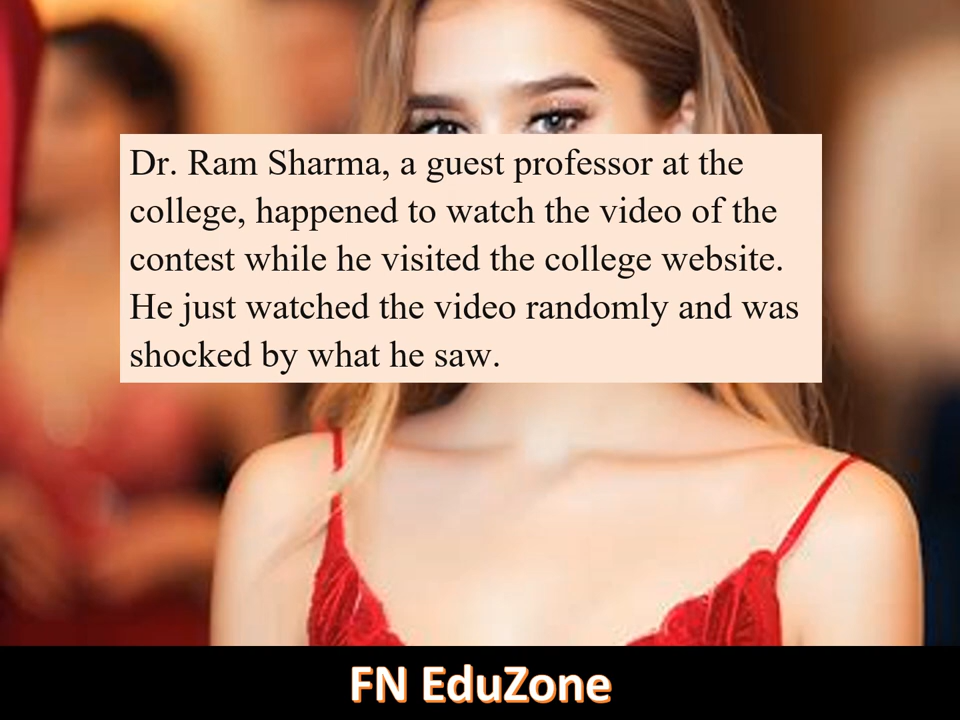 Dr. Ram Sharma, a guest professor at the
college, happened to watch the video of the
contest while he visited the college website.
He just watched the video randomly and was
shocked by what he saw.
FN EduZone